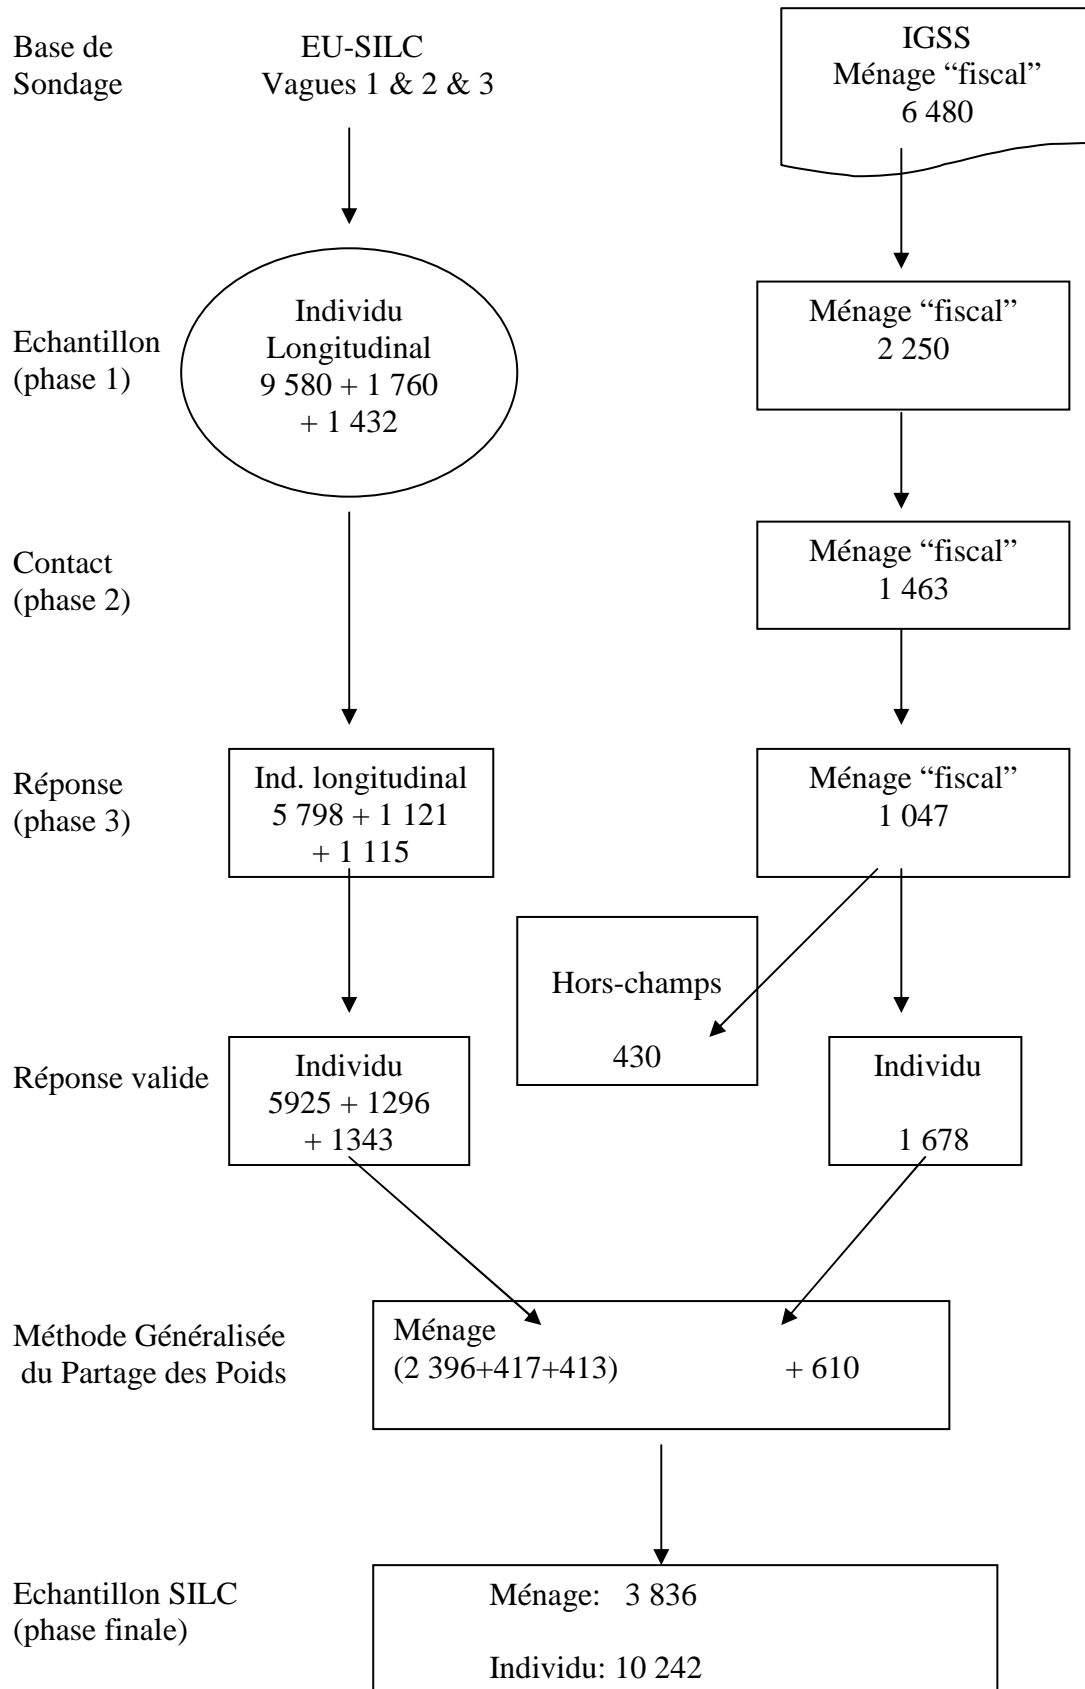 Base de
Sondage
EU-SILC
Vagues 1 & 2 & 3
IGSS
Ménage “fiscal”
6 480
Echantillon
(phase 1)
Individu
Longitudinal
9 580 + 1 760
+ 1 432
Ménage “fiscal”
2 250
Contact
(phase 2)
Ménage “fiscal”
1 463
Réponse
(phase 3)
Ind. longitudinal
5 798 + 1 121
+ 1 115
Ménage “fiscal”
1 047
Hors-champs
430
Réponse valide
Individu
5925 + 1296
+ 1343
Individu
1 678
Méthode Généralisée
du Partage des Poids
Ménage
(2 396+417+413) + 610
Echantillon SILC
(phase finale)
Ménage: 3 836
Individu: 10 242